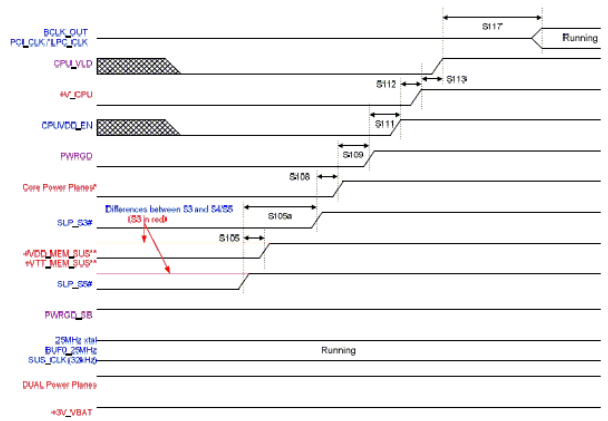 BCLK_OUT
PCI_CLK/*LPC_CLK
S117
Running
CPU_VLD
S112
S113
+V_CPU
CPUVDD_EN
S111
PWRGD
S109
S108
Core Power Planes*
Differences between S3 and S4/S5
(S3 in red)
S105a
SLP_S3#
S105
+VDD_MEM_SUS**
+VTT_MEM_SUS**
SLP_S5#
PWRGD_SB
25MHz xtal
BUF0_25MHz
Running
SUS_CLK (32kHz)
DUAL Power Planes
+3V_VBAT